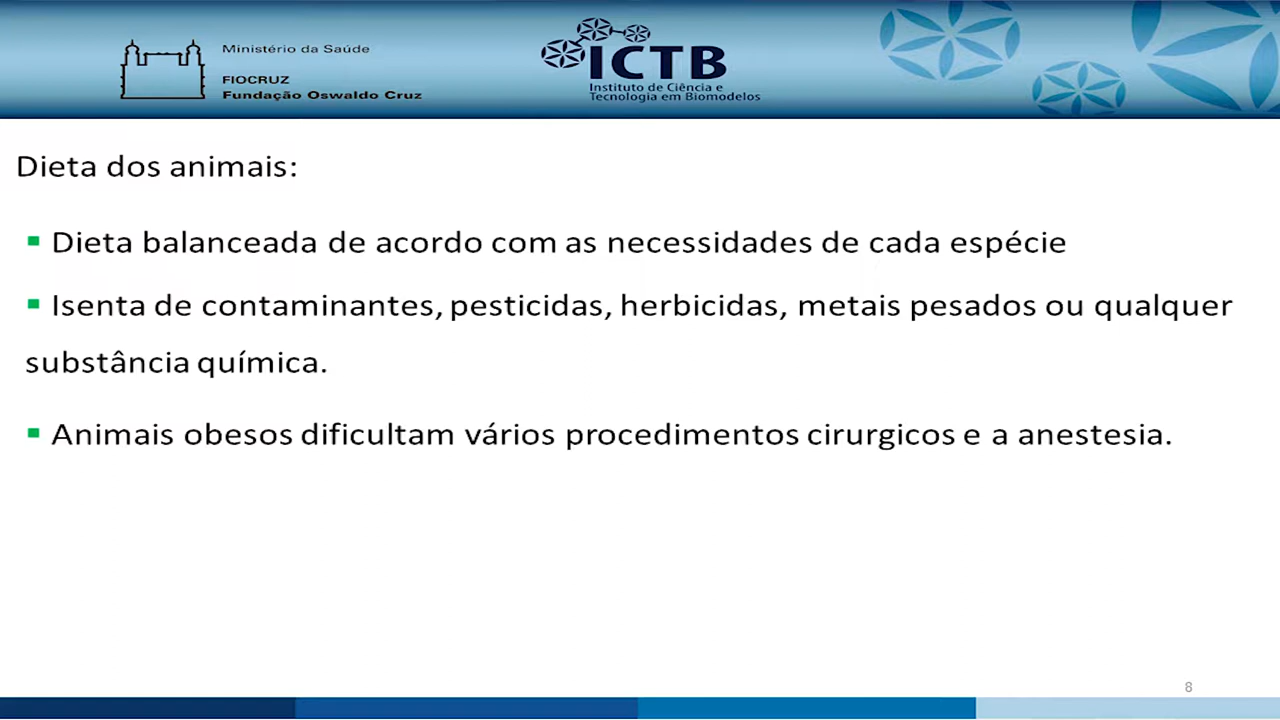 Ministério da Saúde
FIOCRUZ
Fundação Oswaldo Cruz
ICTB
Instituto de Ciência e
Tecnologia em Biomodelos
Dieta dos animais:
▪ Dieta balanceada de acordo com as necessidades de cada espécie
▪ Isenta de contaminantes, pesticidas, herbicidas, metais pesados ou qualquer
substância química.
▪ Animais obesos dificultam vários procedimentos cirurgicos e a anestesia.
8